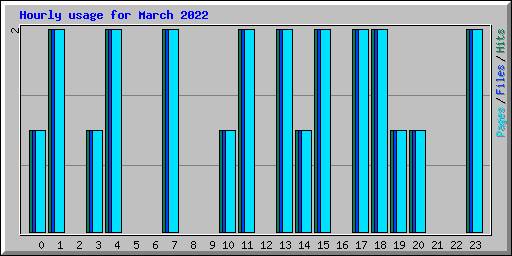 Hourly usage for March 2022
2
Pages/Files/Hits
0 1 2 3 4 5 6 7 8 9 10 11 12 13 14 15 16 17 18 19 20 21 22 23